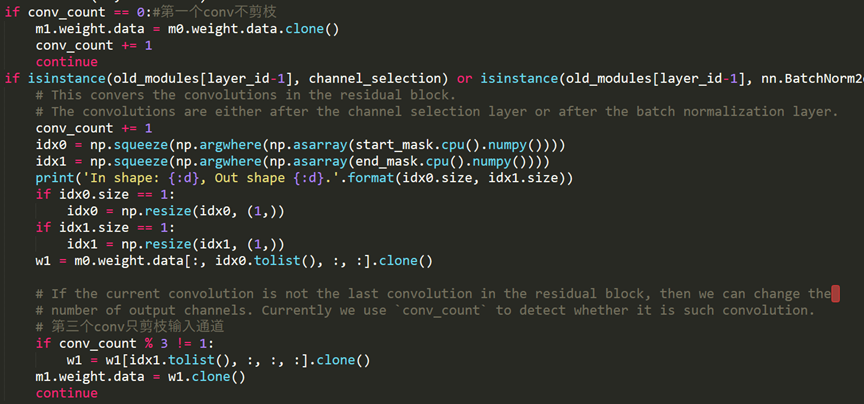 if conv_count == 0:#第一个conv不剪枝
    m1.weight.data = m0.weight.data.clone()
    conv_count += 1
    continue
if isinstance(old_modules[layer_id-1], channel_selection) or isinstance(old_modules[layer_id-1], nn.BatchNorm2
    # This convers the convolutions in the residual block.
    # The convolutions are either after the channel selection layer or after the batch normalization layer.
    conv_count += 1
    idx0 = np.squeeze(np.argwhere(np.asarray(start_mask.cpu().numpy())))
    idx1 = np.squeeze(np.argwhere(np.asarray(end_mask.cpu().numpy())))
    print('In shape: {:d}, Out shape {:d}.'.format(idx0.size, idx1.size))
    if idx0.size == 1:
        idx0 = np.resize(idx0, (1,))
    if idx1.size == 1:
        idx1 = np.resize(idx1, (1,))
    w1 = m0.weight.data[:, idx0.tolist(), :, :].clone()

    # If the current convolution is not the last convolution in the residual block, then we can change the
    # number of output channels. Currently we use `conv_count` to detect whether it is such convolution.
    # 第三个conv只剪枝输入通道
    if conv_count % 3 != 1:
        w1 = w1[idx1.tolist(), :, :, :].clone()
    m1.weight.data = w1.clone()
    continue